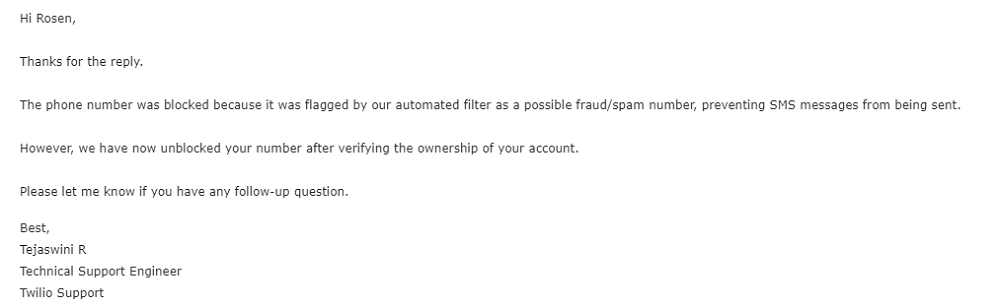 Hi Rosen,
Thanks for the reply.
The phone number was blocked because it was flagged by our automated filter as a possible fraud/spam number, preventing SMS messages from being sent.
However, we have now unblocked your number after verifying the ownership of your account.
Please let me know if you have any follow-up question.
Best,
Tejaswini R
Technical Support Engineer
Twilio Support